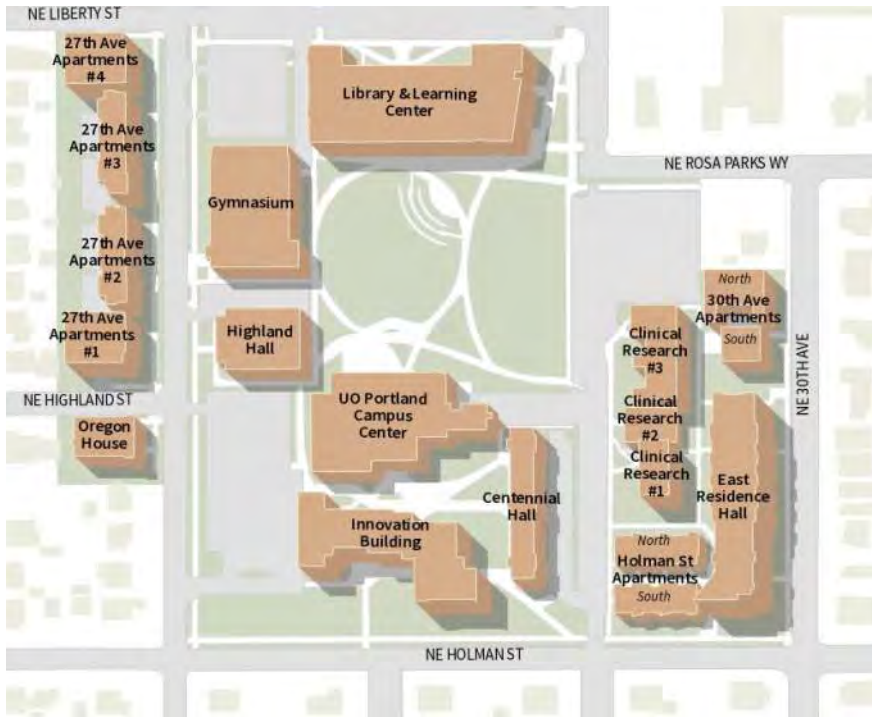 NE LIBERTY ST
27th Ave
Apartments
#4
Library & Learning
Center
27th Ave
Apartments
#3
NE ROSA PARKS WY
Gymnasium
27th Ave
Apartments
#2
North
30th Ave
Apartments
South
27th Ave
Apartments
#1
Highland
Hall
Clinical
Research
#3
NE 30TH AVE
NE HIGHLAND ST
UO Portland
Campus
Center
Clinical
Research
#2
Oregon
House
Clinical
Research
#1
East
Residence
Hall
Centennial
Hall
Innovation
Building
North
Holman St
Apartments
South
NE HOLMAN ST